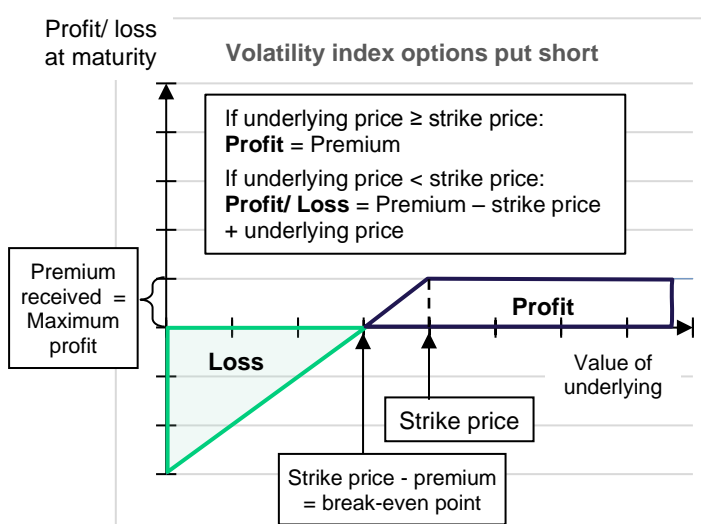 Profit/ loss
at maturity
Volatility index options put short
If underlying price ≥ strike price:
Profit = Premium
If underlying price < strike price:
Profit/ Loss = Premium – strike price
+ underlying price
Premium
received =
Maximum
profit
Profit
Loss
Value of
underlying
Strike price
Strike price - premium
= break-even point